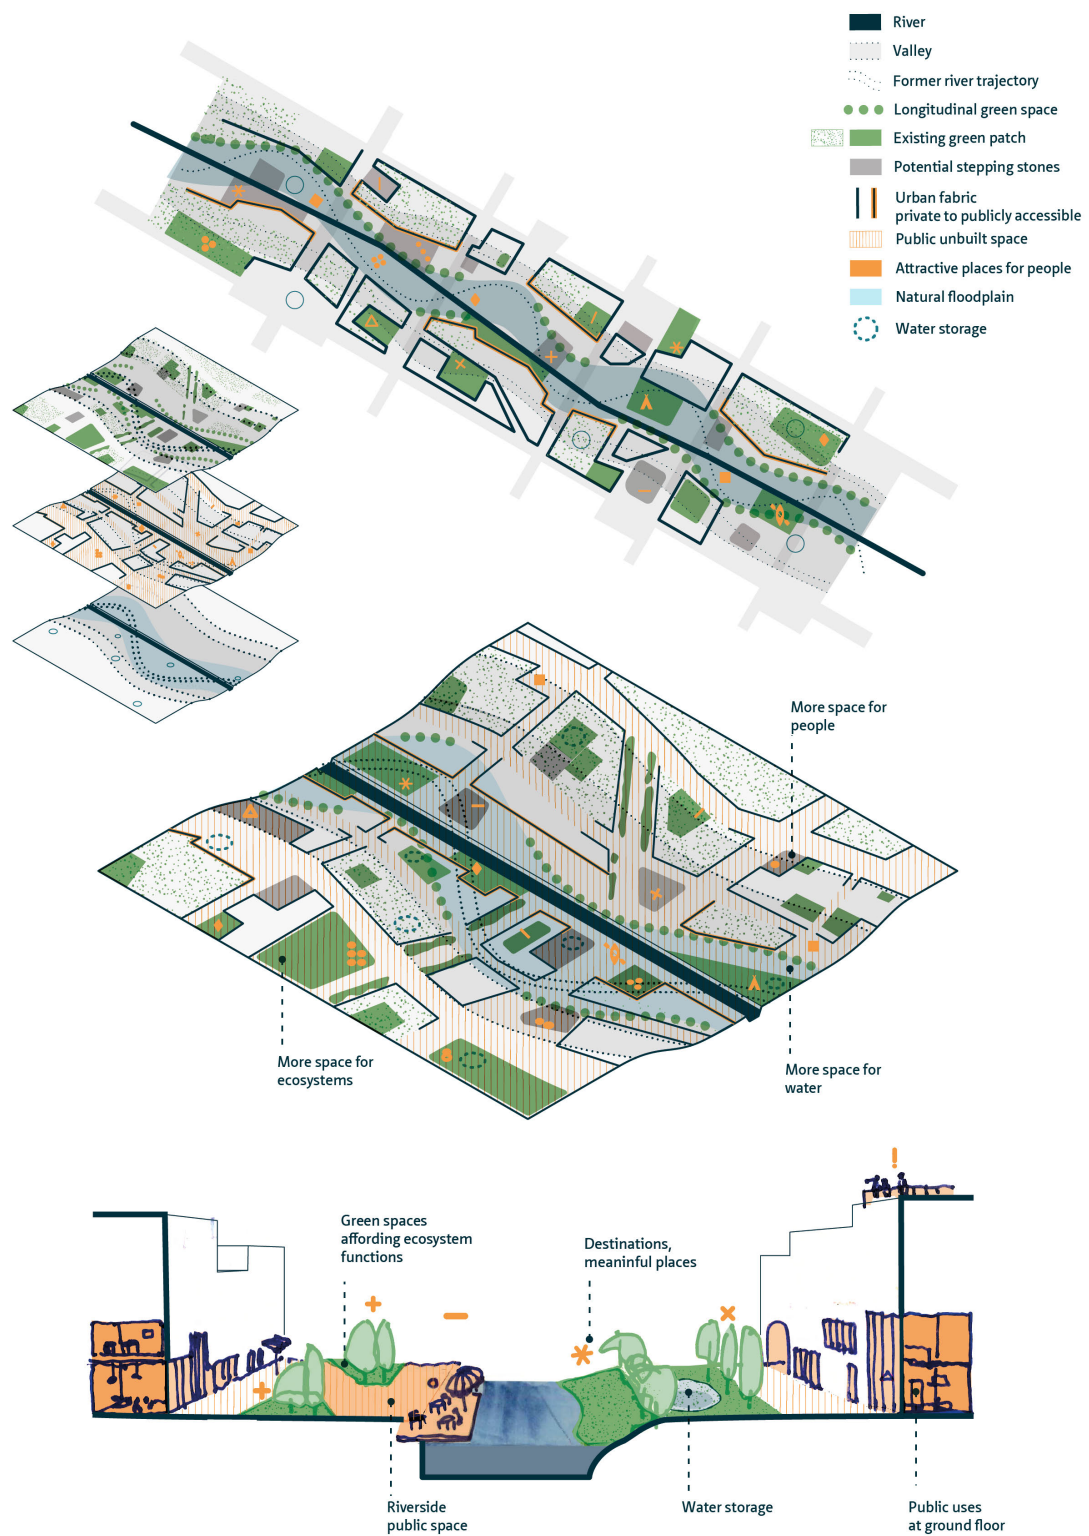 River
Valley
Former river trajectory
Longitudinal green space
Existing green patch
Potential stepping stones
Urban fabric
private to publicly accessible
Public unbuilt space
Attractive places for people
Natural floodplain
Water storage
More space for
people
More space for
ecosystems
More space for
water
Green spaces
affording ecosystem
functions
Destinations,
meaninful places
Riverside
public space
Water storage
Public uses
at ground floor